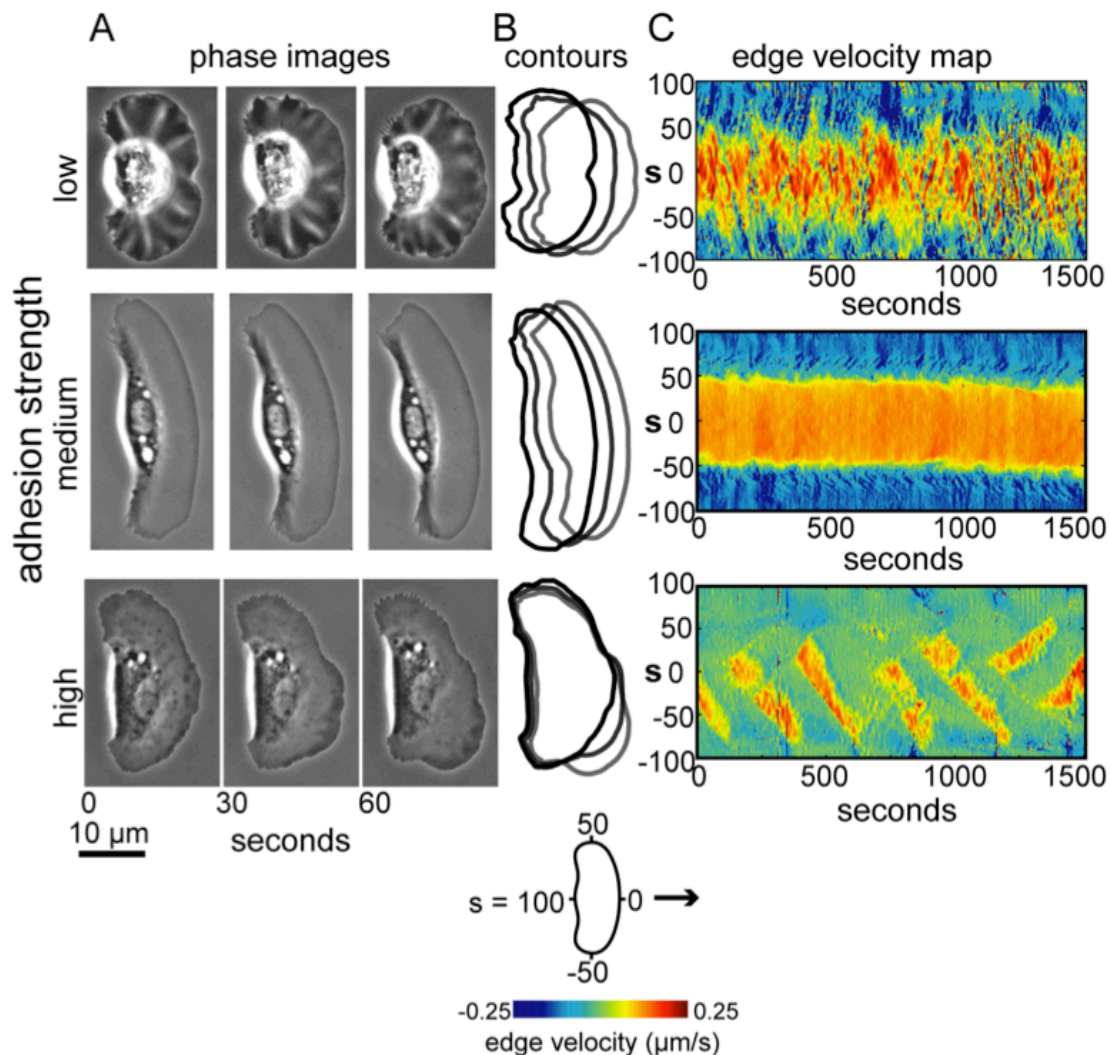 A
phase images
B
contours
C
edge velocity map
adhesion strength
low
medium
high
100
50
s 0
-50
-100
0 500 1000 1500
seconds
100
50
s 0
-50
-100
0 500 1000 1500
seconds
100
50
s 0
-50
-100
0 500 1000 1500
seconds
0 30 60
seconds
10 µm
50
s = 100 0
-50
-0.25 0.25
edge velocity (µm/s)